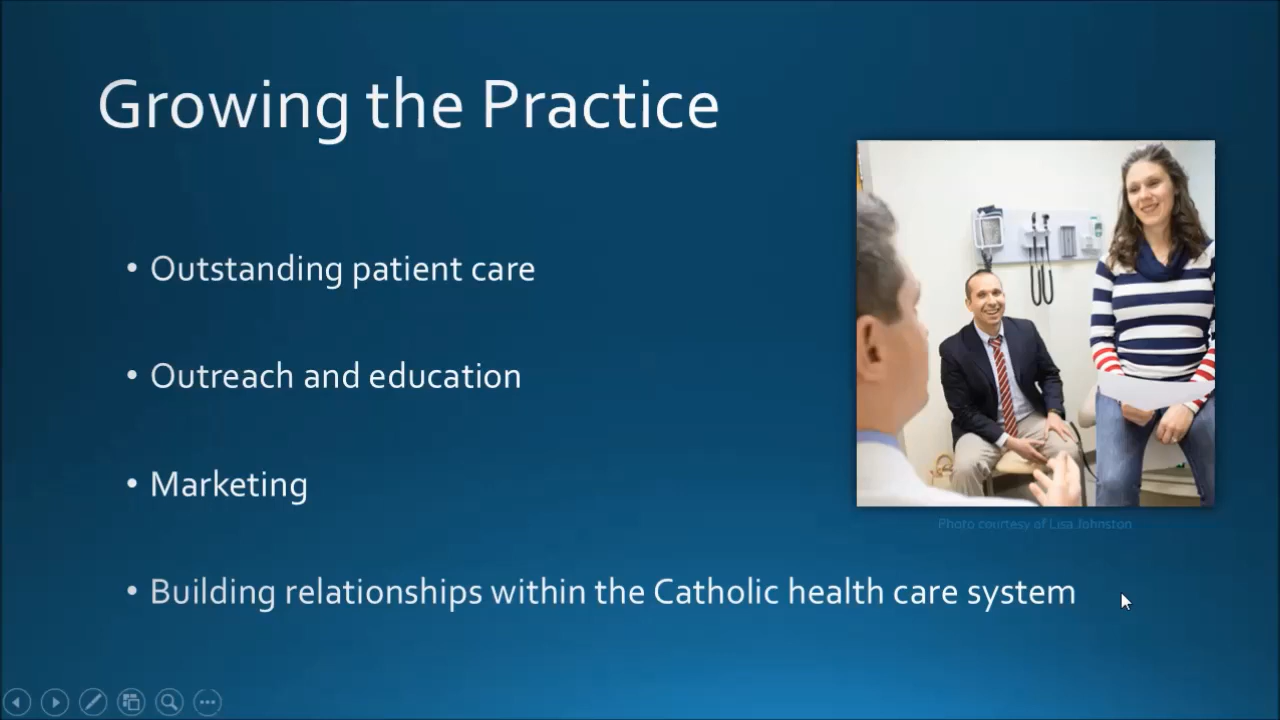 Growing the Practice
• Outstanding patient care
• Outreach and education
• Marketing
• Building relationships within the Catholic health care system
Photo courtesy of Lisa Johnston